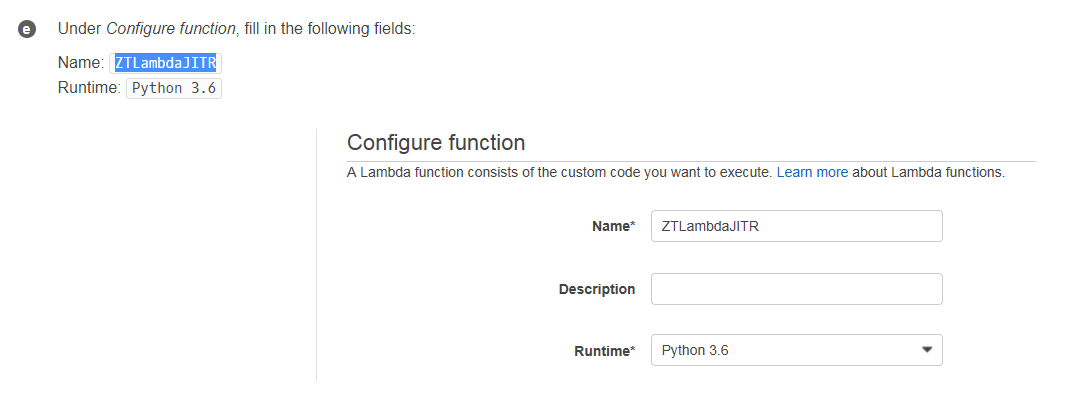 e Under Configure function, fill in the following fields:
Name: ZTLambdaJITR
Runtime: Python 3.6
Configure function
A Lambda function consists of the custom code you want to execute. Learn more about Lambda functions.
Name* ZTLambdaJITR
Description
Runtime* Python 3.6